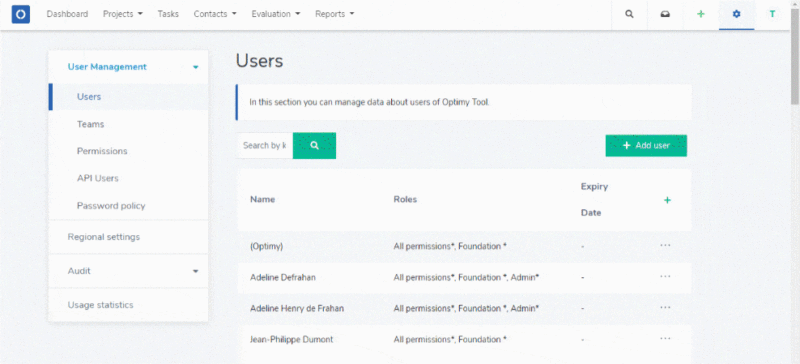 Dashboard Projects Tasks Contacts Evaluation Reports T
User Management
Users
Teams
Permissions
API Users
Password policy
Regional settings
Audit
Usage statistics
Users
In this section you can manage data about users of Optimy Tool.
Search by k
+ Add user
Name Roles Expiry Date +
(Optimy) All permissions*, Foundation * - ...
Adeline Defrahan All permissions*, Foundation *, Admin* - ...
Adeline Henry de Frahan All permissions*, Foundation *, Admin* - ...
Jean-Philippe Dumont All permissions*, Foundation * - ...